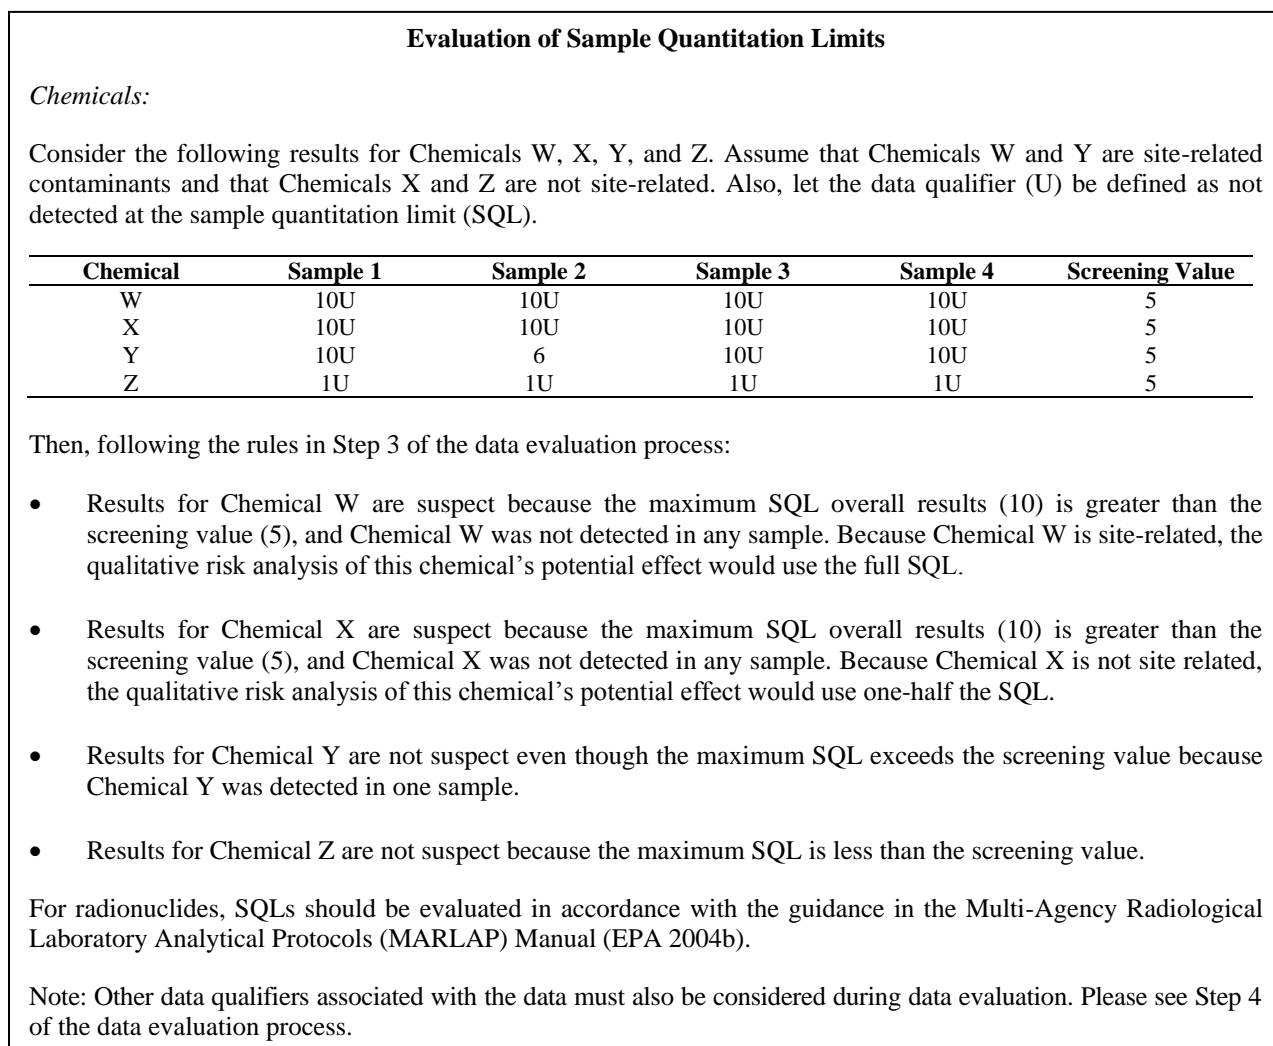 Evaluation of Sample Quantitation Limits
Chemicals:
Consider the following results for Chemicals W, X, Y, and Z. Assume that Chemicals W and Y are site-related
contaminants and that Chemicals X and Z are not site-related. Also, let the data qualifier (U) be defined as not
detected at the sample quantitation limit (SQL).
Chemical Sample 1 Sample 2 Sample 3 Sample 4 Screening Value
W 10U 10U 10U 10U 5
X 10U 10U 10U 10U 5
Y 10U 6 10U 10U 5
Z 1U 1U 1U 1U 5
Then, following the rules in Step 3 of the data evaluation process:
• Results for Chemical W are suspect because the maximum SQL overall results (10) is greater than the
screening value (5), and Chemical W was not detected in any sample. Because Chemical W is site-related, the
qualitative risk analysis of this chemical’s potential effect would use the full SQL.
• Results for Chemical X are suspect because the maximum SQL overall results (10) is greater than the
screening value (5), and Chemical X was not detected in any sample. Because Chemical X is not site related,
the qualitative risk analysis of this chemical’s potential effect would use one-half the SQL.
• Results for Chemical Y are not suspect even though the maximum SQL exceeds the screening value because
Chemical Y was detected in one sample.
• Results for Chemical Z are not suspect because the maximum SQL is less than the screening value.
For radionuclides, SQLs should be evaluated in accordance with the guidance in the Multi-Agency Radiological
Laboratory Analytical Protocols (MARLAP) Manual (EPA 2004b).
Note: Other data qualifiers associated with the data must also be considered during data evaluation. Please see Step 4
of the data evaluation process.